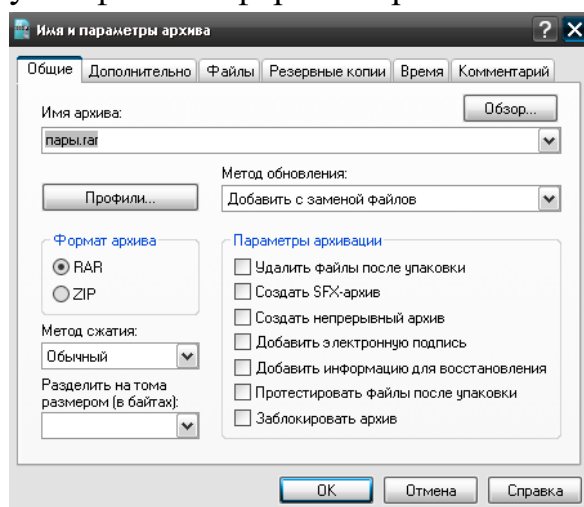 Имя и параметры архива
Общие Дополнительно Файлы Резервные копии Время Комментарий
Имя архива:
Обзор...
пары.rar
Метод обновления:
Профили...
Добавить с заменой файлов
Формат архива
Параметры архивации
RAR
ZIP
Удалить файлы после упаковки
Создать SFX-архив
Создать непрерывный архив
Добавить электронную подпись
Добавить информацию для восстановления
Протестировать файлы после упаковки
Заблокировать архив
Метод сжатия:
Обычный
Разделить на тома
размером (в байтах):
OK Отмена Справка